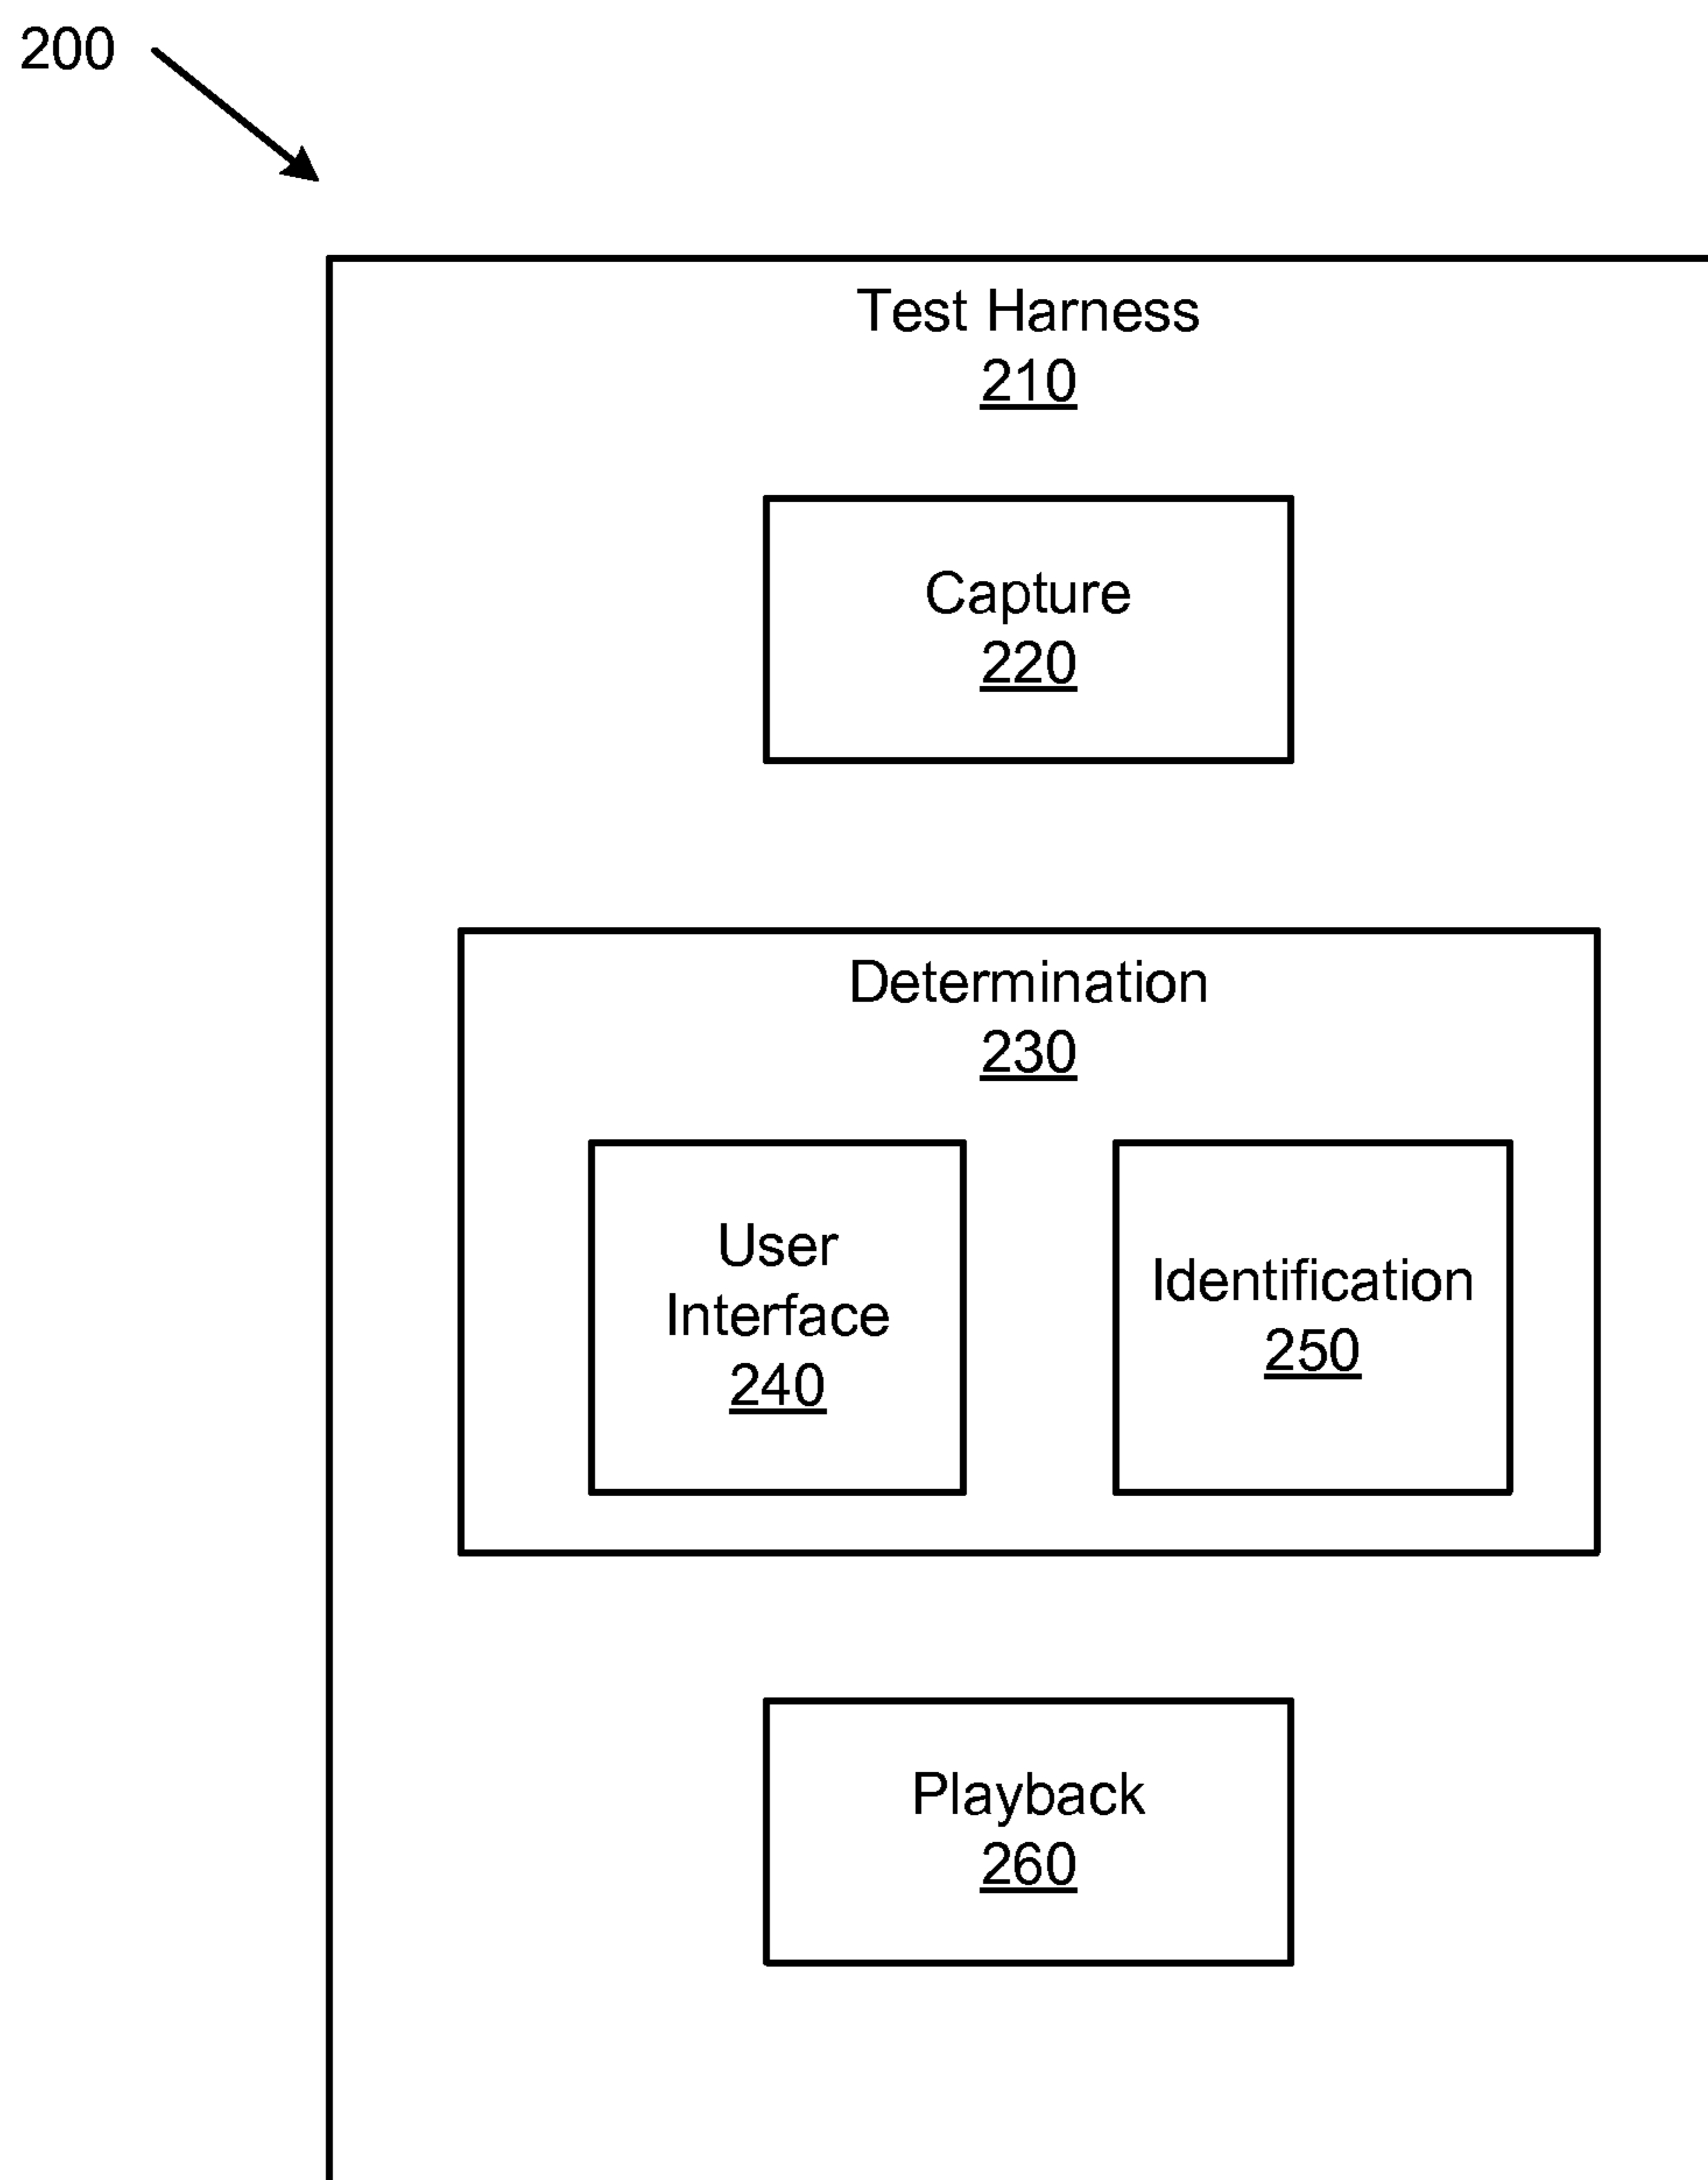 200
Test Harness
210
Capture
220
Determination
230
User
Interface
240
Identification
250
Playback
260